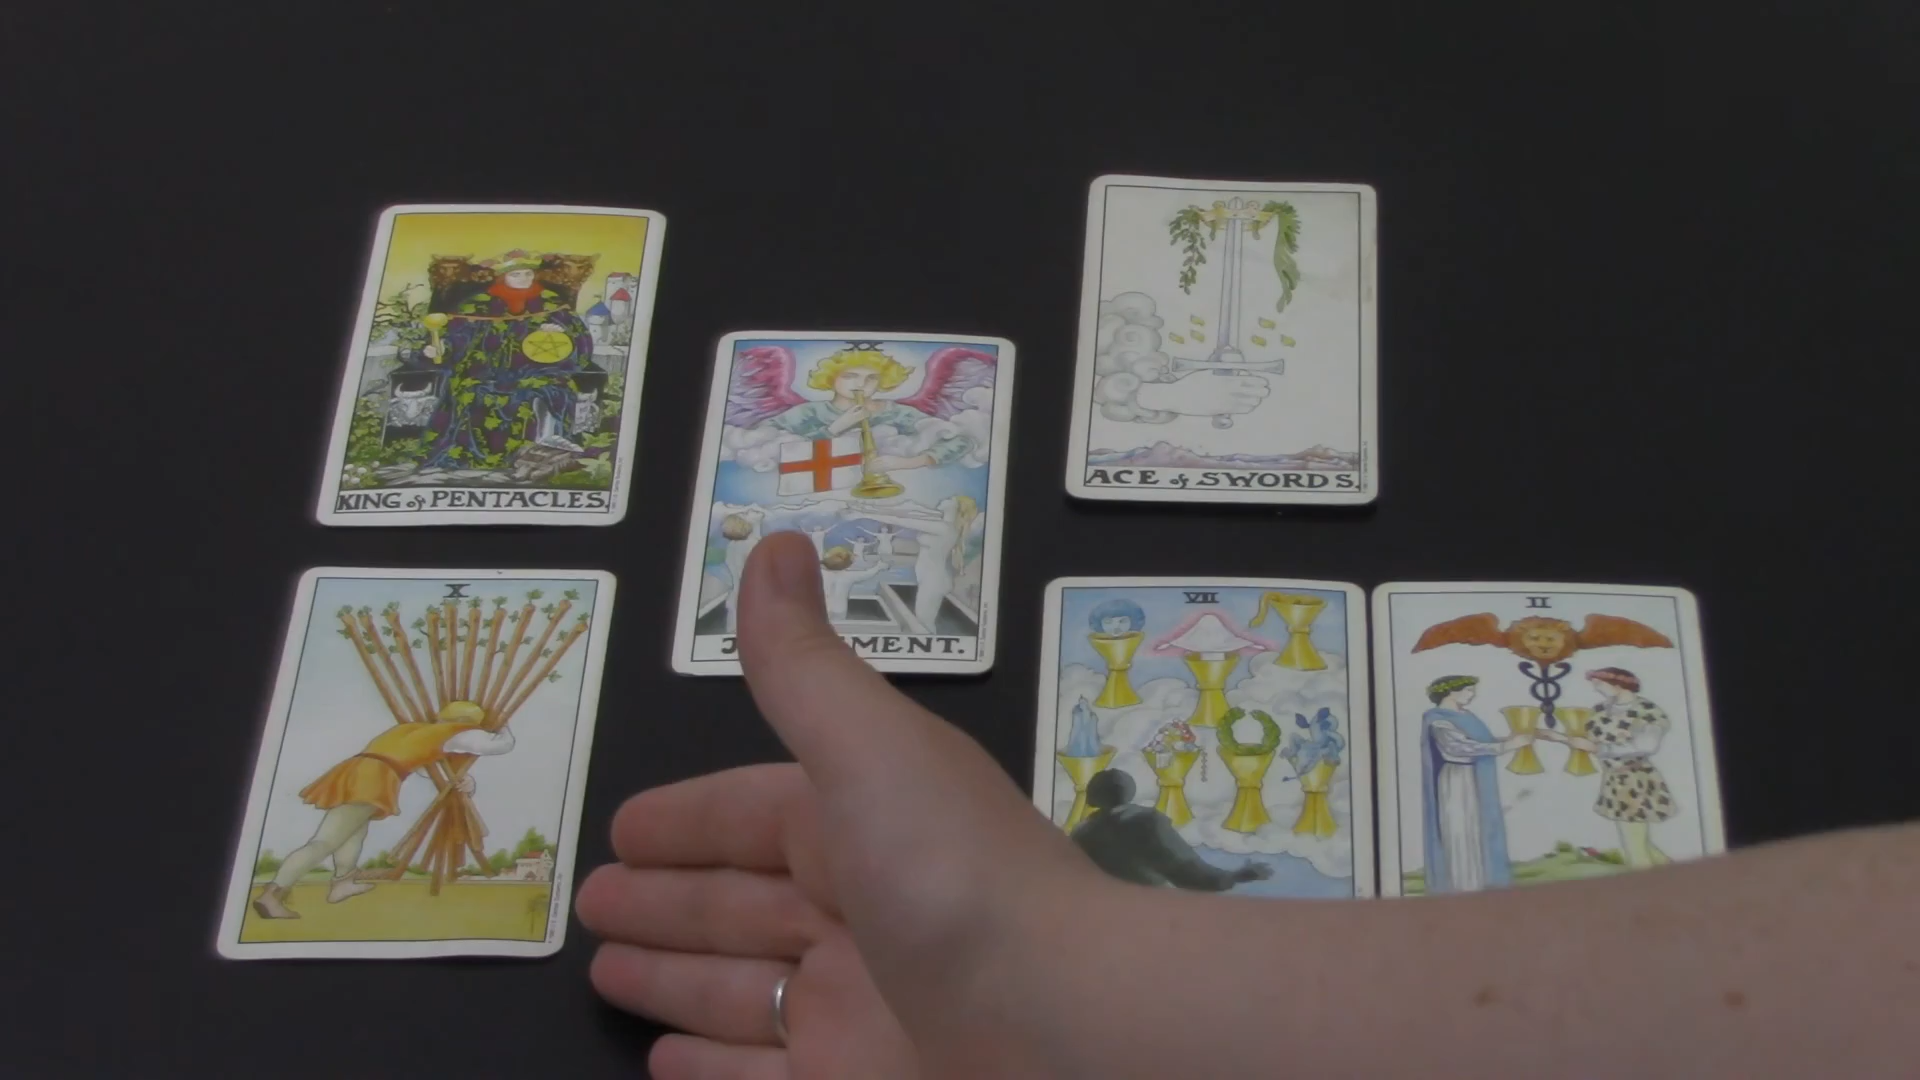 KING of PENTACLES.
XX
ACE of SWORDS.
X
VII
II